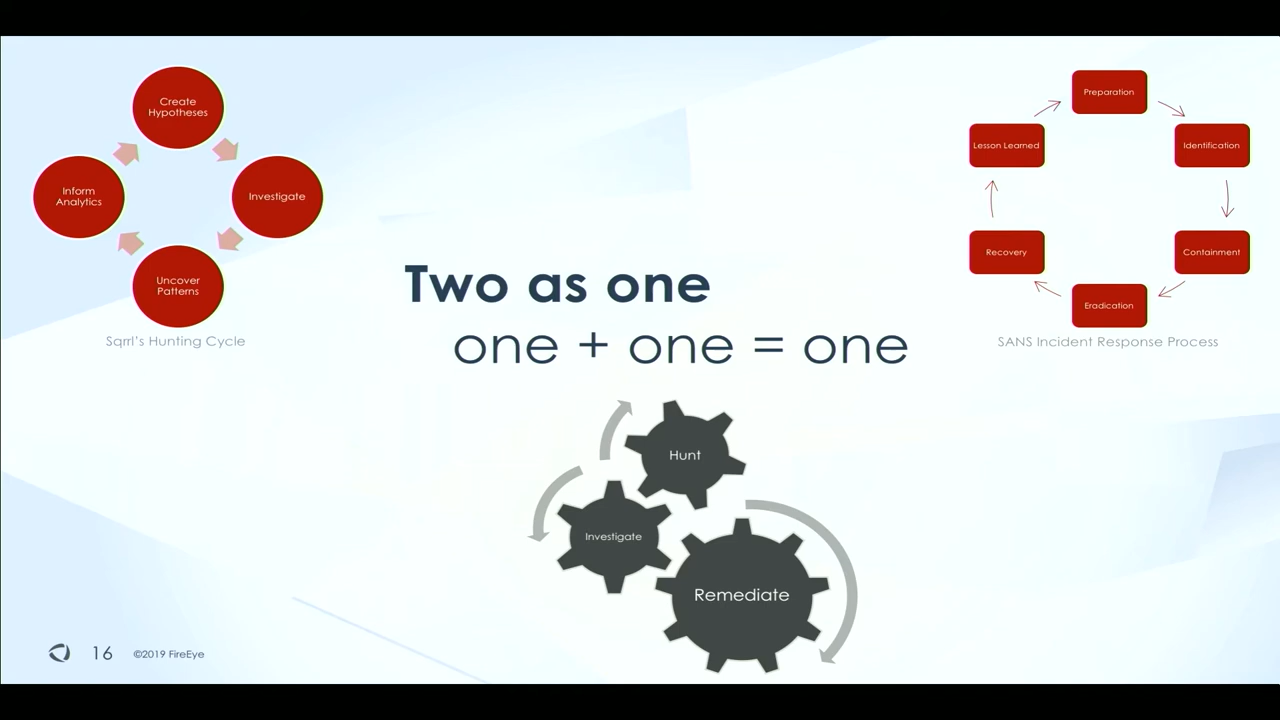 Create
Hypotheses
Investigate
Uncover
Patterns
Inform
Analytics
Sqrrl's Hunting Cycle
Preparation
Identification
Containment
Eradication
Recovery
Lesson Learned
SANS Incident Response Process
Two as one
one + one = one
Hunt
Investigate
Remediate
16
©2019 FireEye